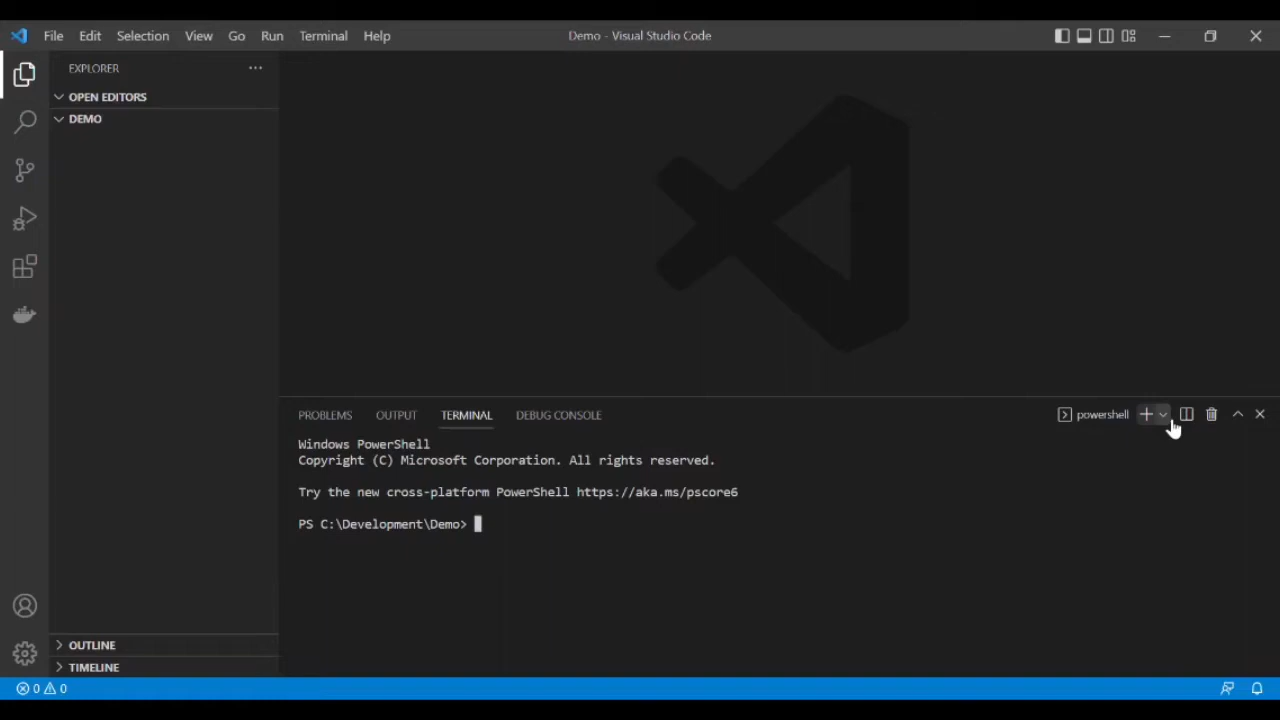 File Edit Selection View Go Run Terminal Help
Demo - Visual Studio Code
EXPLORER
OPEN EDITORS
DEMO
PROBLEMS OUTPUT TERMINAL DEBUG CONSOLE
powershell
Windows PowerShell
Copyright (C) Microsoft Corporation. All rights reserved.
Try the new cross-platform PowerShell https://aka.ms/pscore6
PS C:\Development\Demo>
OUTLINE
TIMELINE
0 0